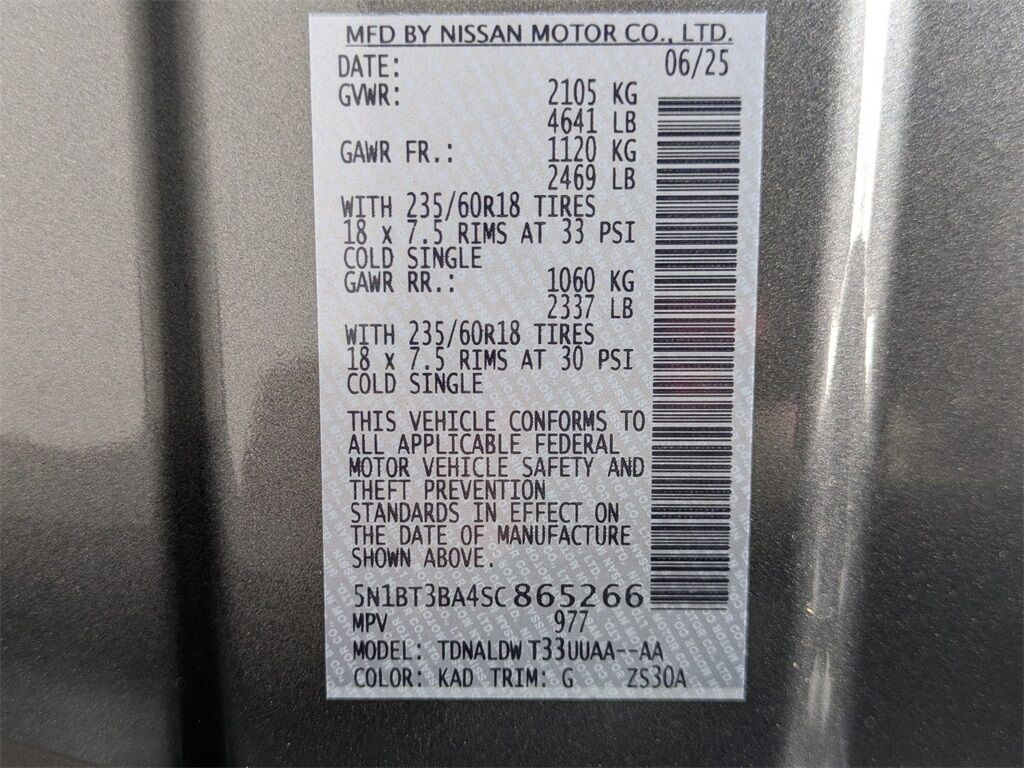 MFD BY NISSAN MOTOR CO., LTD.
DATE: 06/25
GVWR: 2105 KG
4641 LB
GAWR FR.: 1120 KG
2469 LB
WITH 235/60R18 TIRES
18 x 7.5 RIMS AT 33 PSI
COLD SINGLE
GAWR RR.: 1060 KG
2337 LB
WITH 235/60R18 TIRES
18 x 7.5 RIMS AT 30 PSI
COLD SINGLE
THIS VEHICLE CONFORMS TO
ALL APPLICABLE FEDERAL
MOTOR VEHICLE SAFETY AND
THEFT PREVENTION
STANDARDS IN EFFECT ON
THE DATE OF MANUFACTURE
SHOWN ABOVE.
5N1BT3BA4SC865266
MPV 977
MODEL: TDNALDW T33UUAA--AA
COLOR: KAD TRIM: G ZS30A